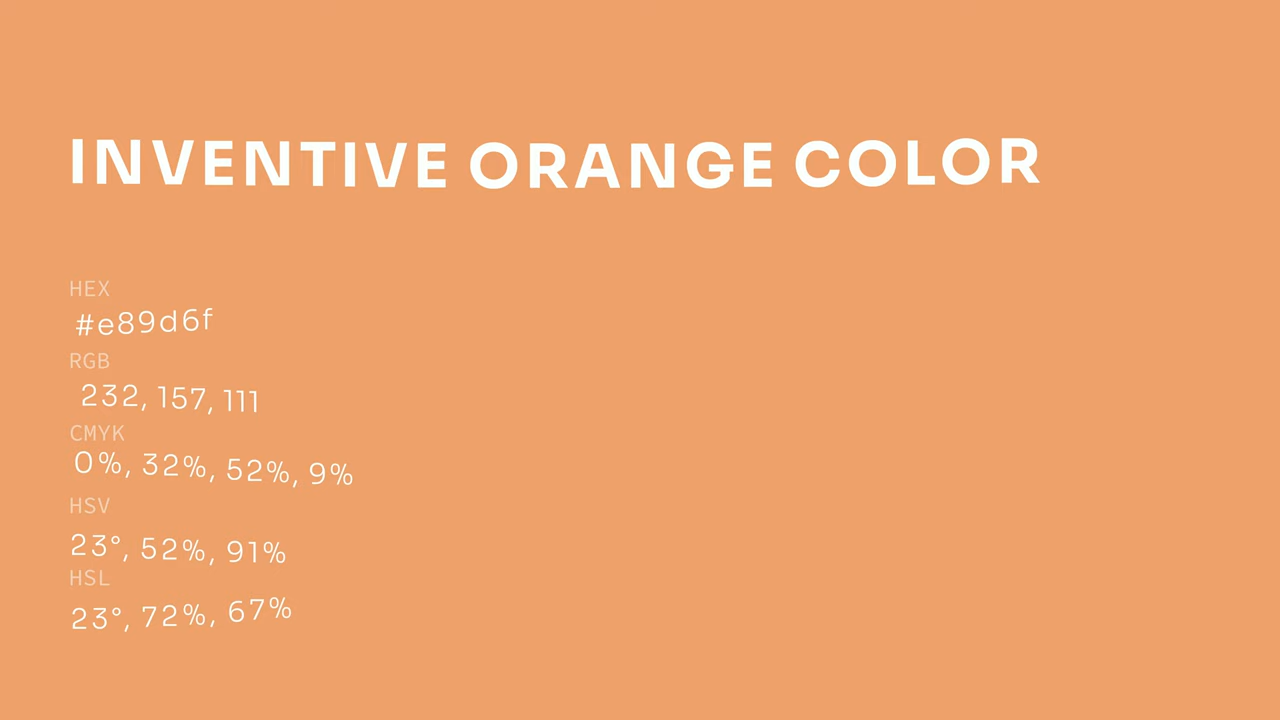 INVENTIVE ORANGE COLOR
HEX
#e89d6f
RGB
232, 157, 111
CMYK
0%, 32%, 52%, 9%
HSV
23°, 52%, 91%
HSL
23°, 72%, 67%